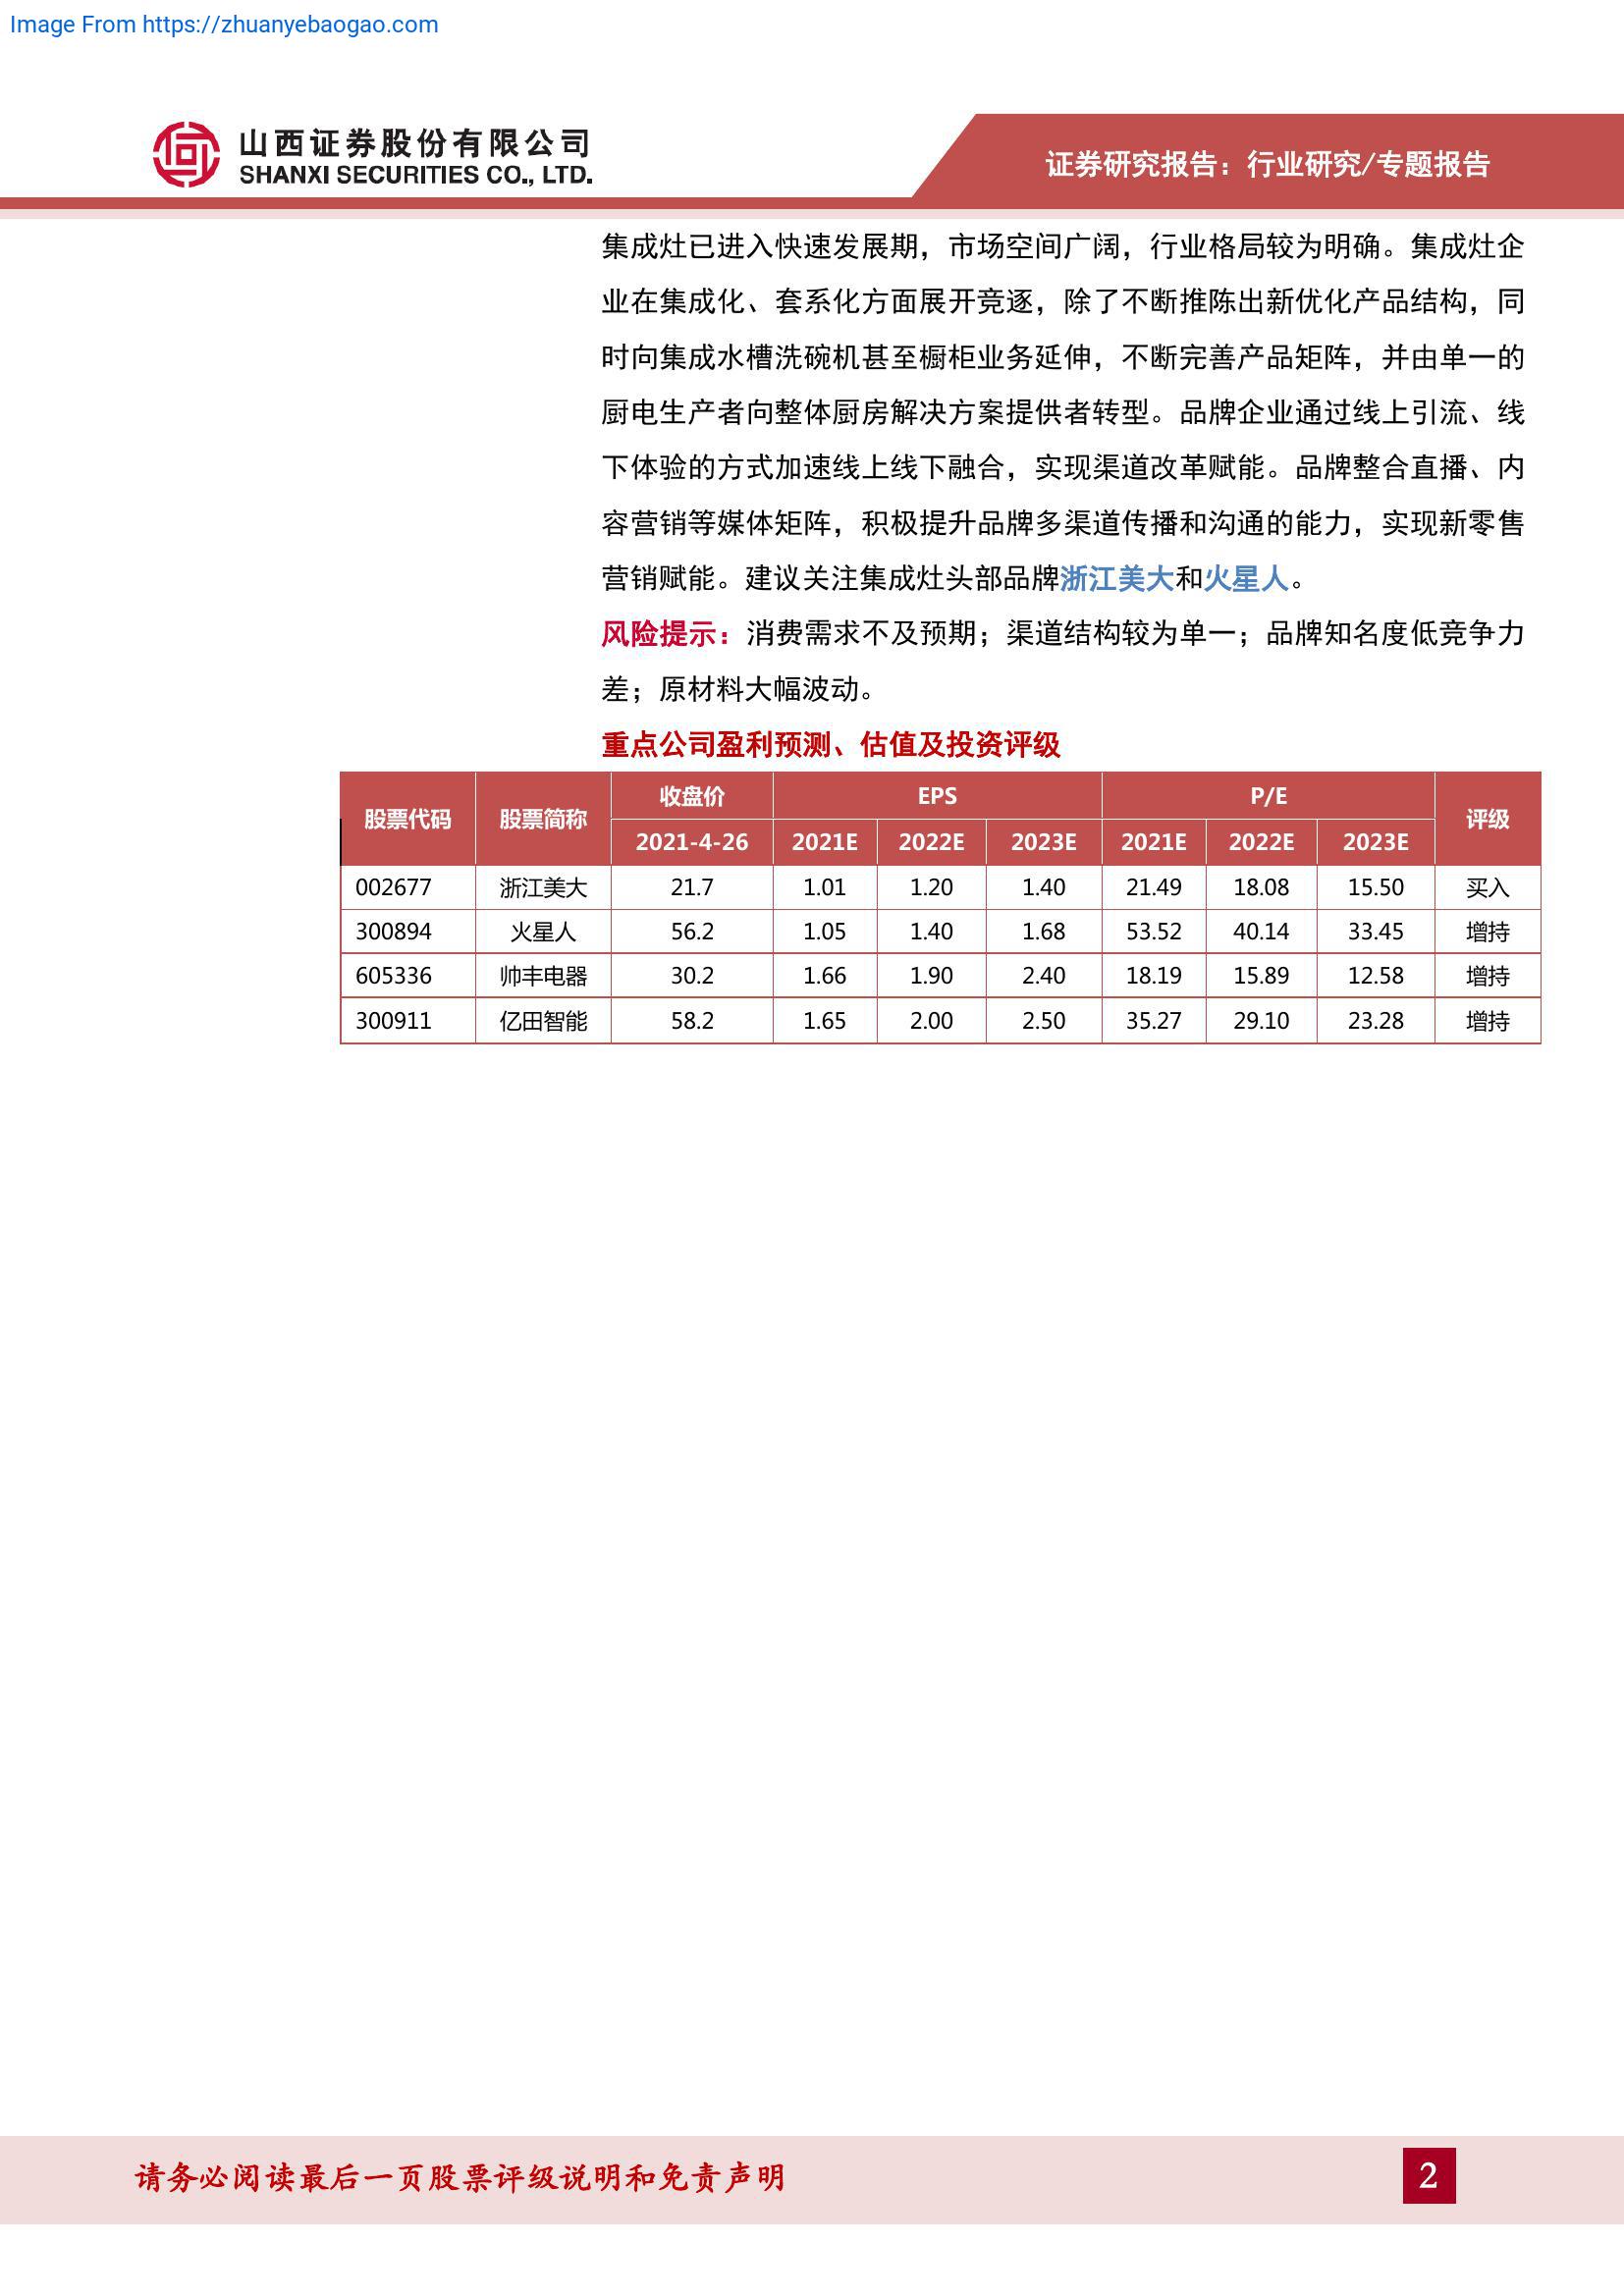 Image From https://zhuanyebaogao.com
山西证券股份有限公司
SHANXI SECURITIES CO., LTD.
证券研究报告：行业研究/专题报告
集成灶已进入快速发展期，市场空间广阔，行业格局较为明确。集成灶企
业在集成化、套系化方面展开竞逐，除了不断推陈出新优化产品结构，同
时向集成水槽洗碗机甚至橱柜业务延伸，不断完善产品矩阵，并由单一的
厨电生产者向整体厨房解决方案提供者转型。品牌企业通过线上引流、线
下体验的方式加速线上线下融合，实现渠道改革赋能。品牌整合直播、内
容营销等媒体矩阵，积极提升品牌多渠道传播和沟通的能力，实现新零售
营销赋能。建议关注集成灶头部品牌浙江美大和火星人。
风险提示：消费需求不及预期；渠道结构较为单一；品牌知名度低竞争力
差；原材料大幅波动。
重点公司盈利预测、估值及投资评级
股票代码 股票简称 收盘价 EPS P/E 评级
2021-4-26 2021E 2022E 2023E 2021E 2022E 2023E
002677 浙江美大 21.7 1.01 1.20 1.40 21.49 18.08 15.50 买入
300894 火星人 56.2 1.05 1.40 1.68 53.52 40.14 33.45 增持
605336 帅丰电器 30.2 1.66 1.90 2.40 18.19 15.89 12.58 增持
300911 亿田智能 58.2 1.65 2.00 2.50 35.27 29.10 23.28 增持
请务必阅读最后一页股票评级说明和免责声明
2